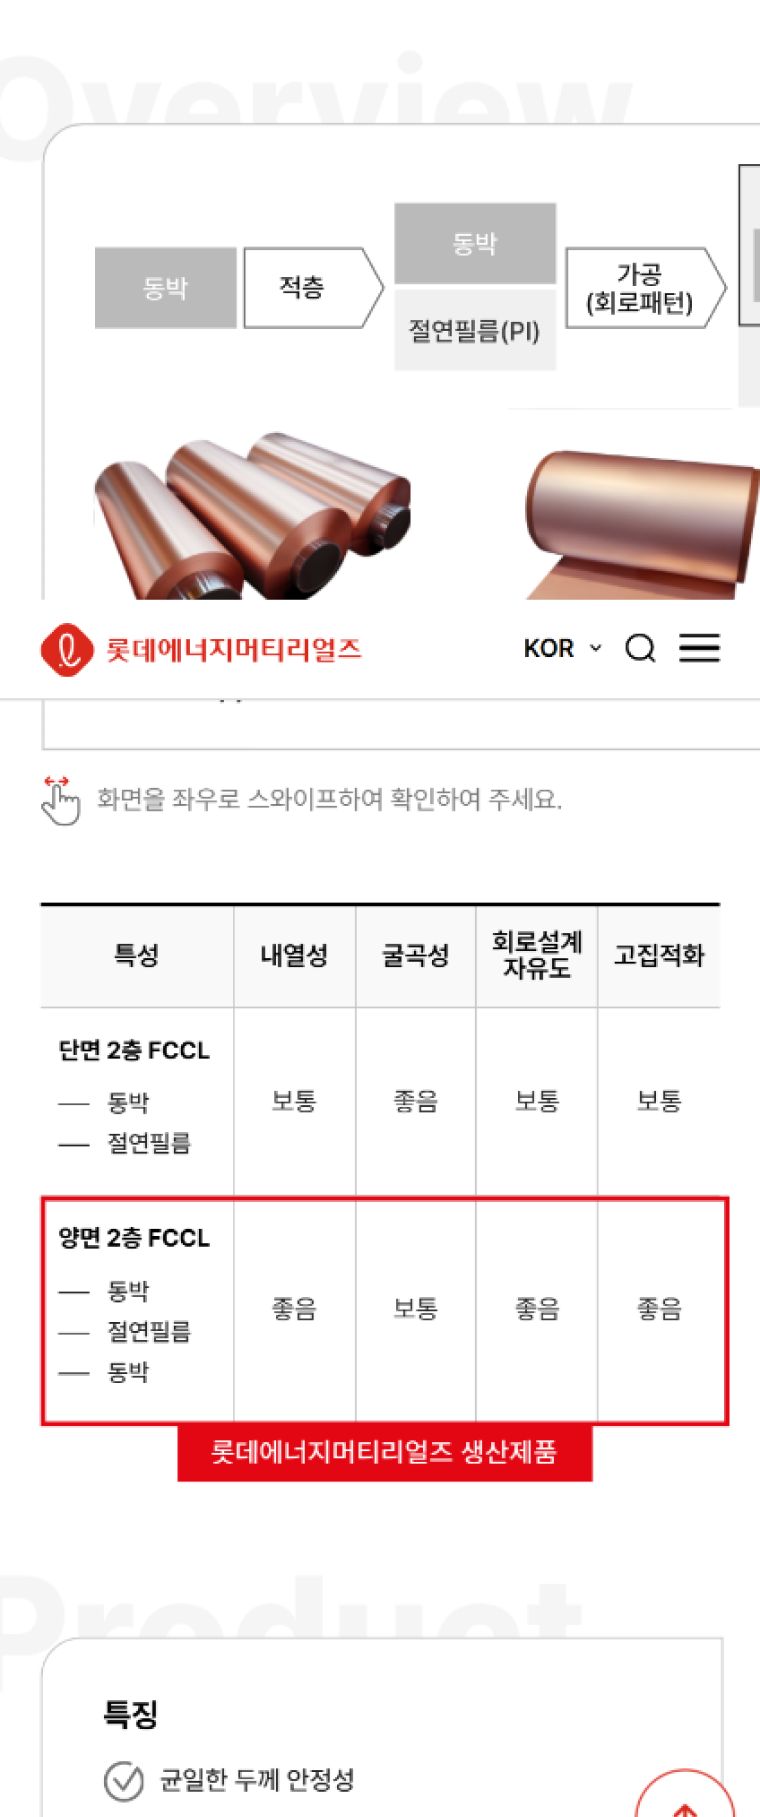 Overview
동박
적층
동박
절연필름(PI)
가공
(회로패턴)
롯데에너지머티리얼즈
KOR
화면을 좌우로 스와이프하여 확인하여 주세요.
특성 내열성 굴곡성 회로설계 자유도 고집적화
단면 2층 FCCL
— 동박
— 절연필름
보통 좋음 보통 보통
양면 2층 FCCL
— 동박
— 절연필름
— 동박
좋음 보통 좋음 좋음
롯데에너지머티리얼즈 생산제품
Product
특징
균일한 두께 안정성